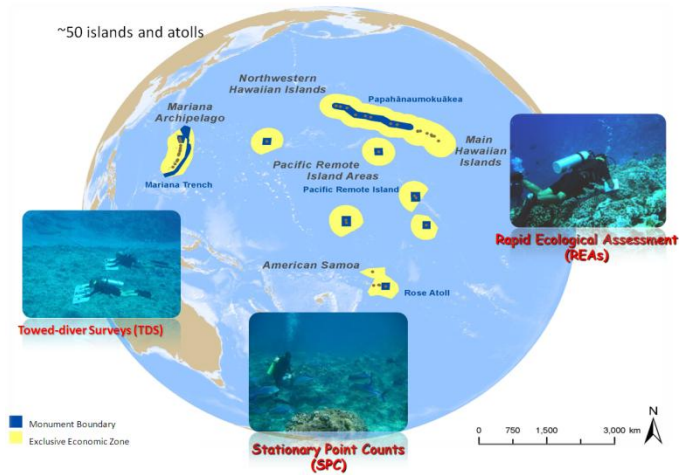 ~50 islands and atolls
Northwestern
Hawaiian Islands
Papahānaumokuākea
Mariana
Archipelago
Main
Hawaiian
Islands
Pacific Remote
Island Areas
Mariana Trench
Pacific Remote Island
Rapid Ecological Assessment
(REAs)
American Samoa
Rose Atoll
Towed-diver Surveys (TDS)
Monument Boundary
Exclusive Economic Zone
Stationary Point Counts
(SPC)
N
0 750 1,500 3,000 km